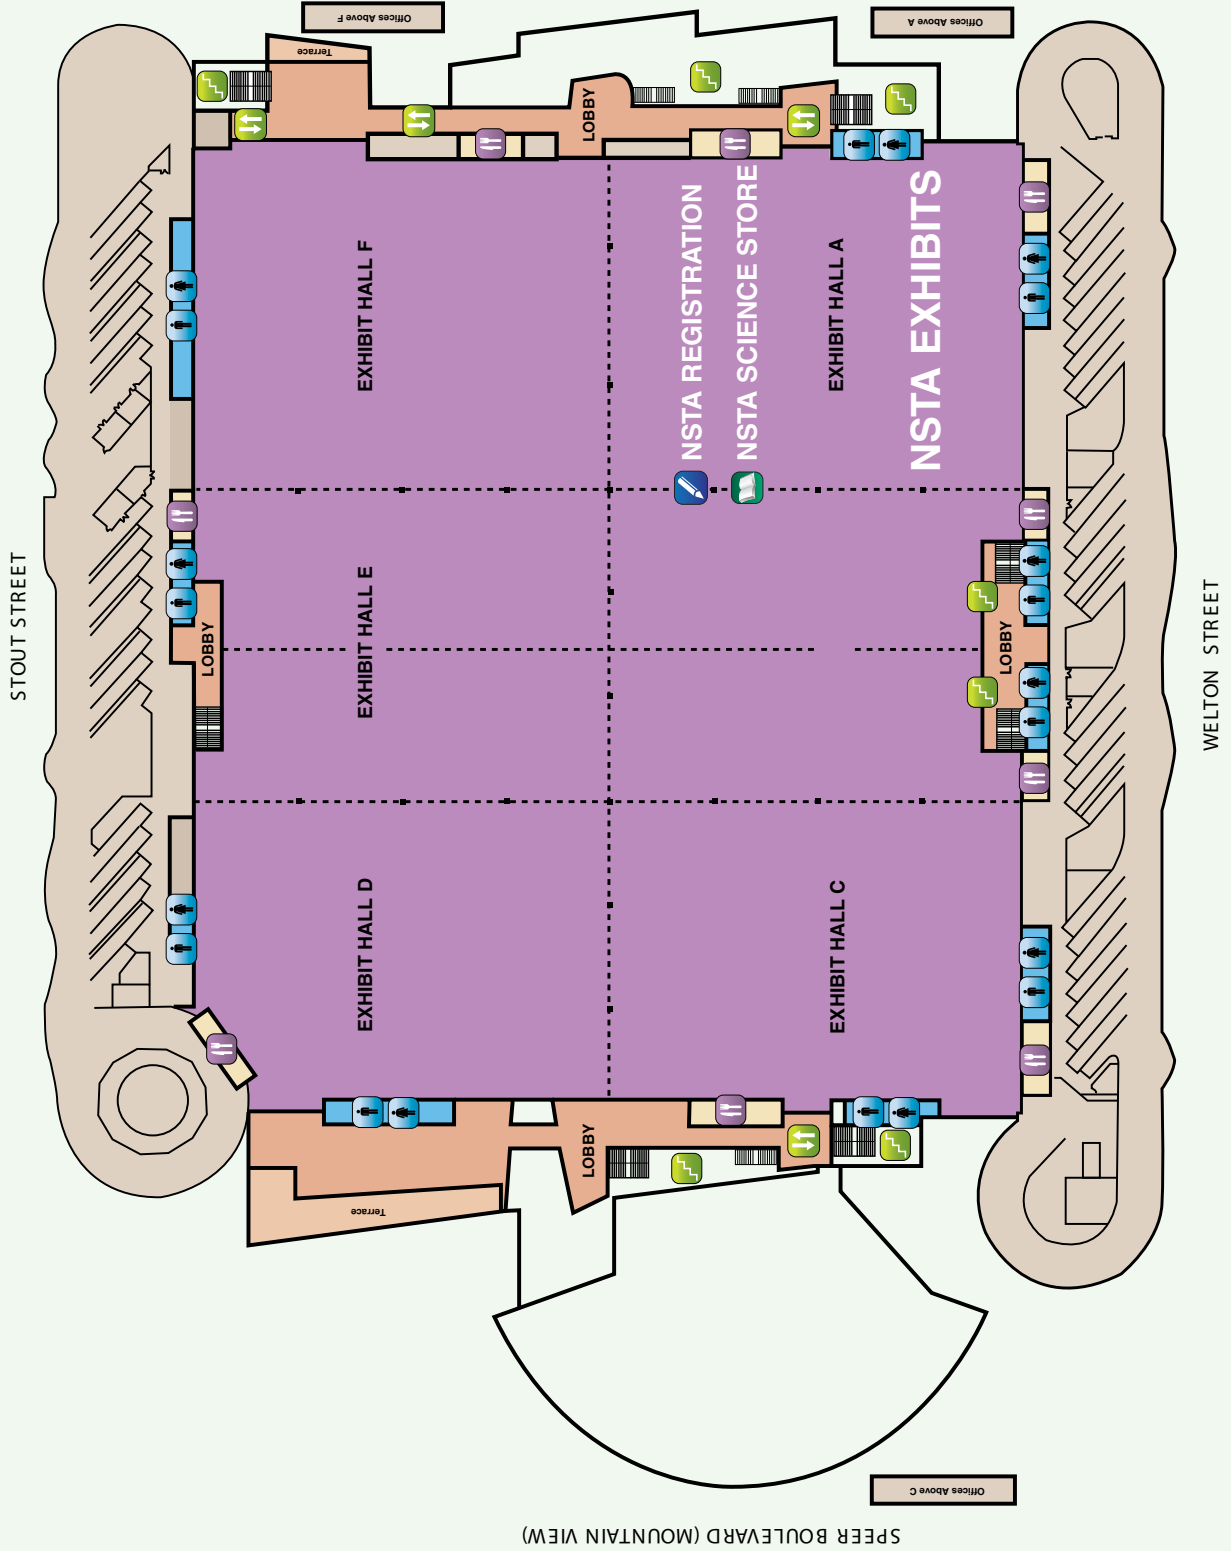 Offices Above F
Offices Above A
Terrace
LOBBY
EXHIBIT HALL F
NSTA REGISTRATION
NSTA SCIENCE STORE
EXHIBIT HALL A
NSTA EXHIBITS
STOUT STREET
LOBBY
EXHIBIT HALL E
LOBBY
WELTON STREET
EXHIBIT HALL D
EXHIBIT HALL C
LOBBY
Terrace
Offices Above C
SPEER BOULEVARD (MOUNTAIN VIEW)